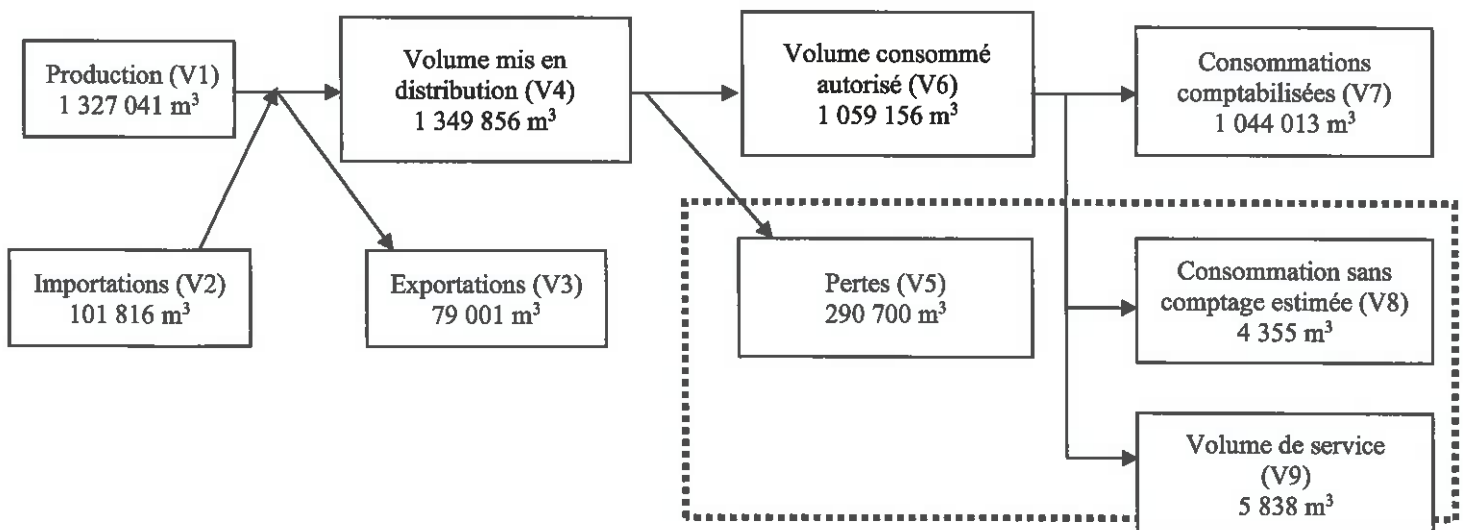 Production (V1)
1 327 041 m³
Volume mis en
distribution (V4)
1 349 856 m³
Volume consommé
autorisé (V6)
1 059 156 m³
Consommations
comptabilisées (V7)
1 044 013 m³
Importations (V2)
101 816 m³
Exportations (V3)
79 001 m³
Pertes (V5)
290 700 m³
Consommation sans
comptage estimée (V8)
4 355 m³
Volume de service
(V9)
5 838 m³